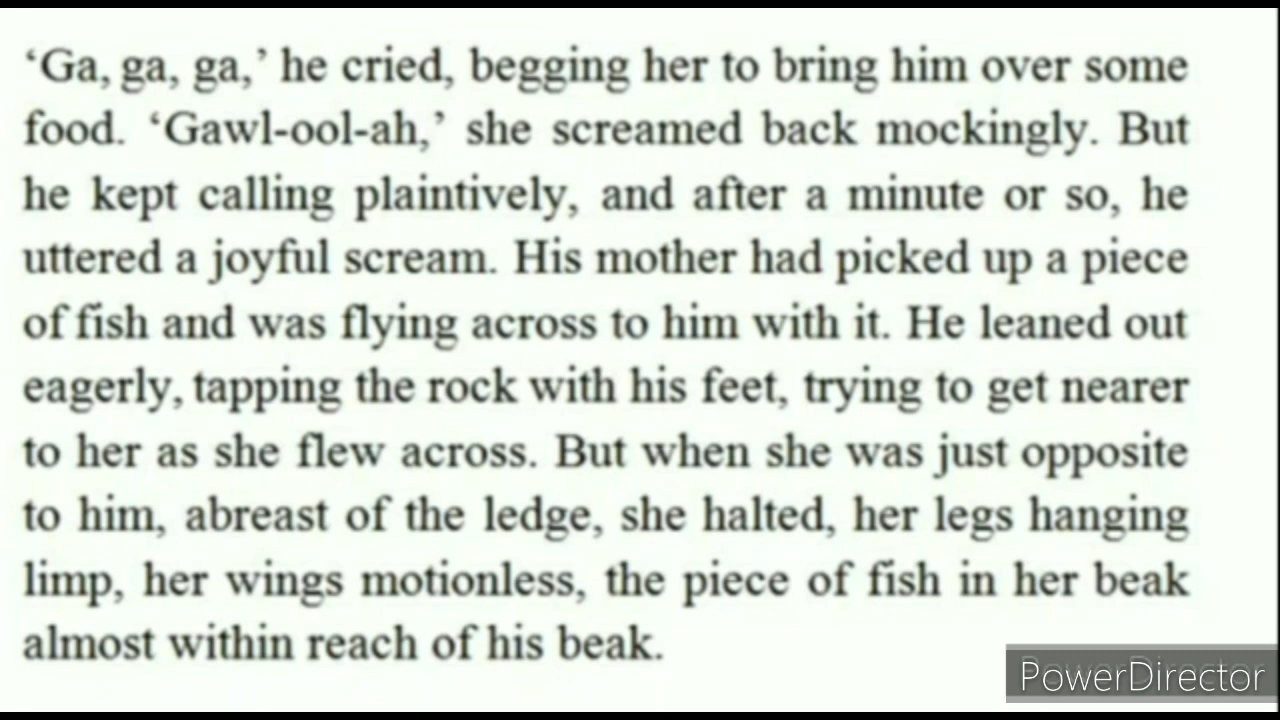 ‘Ga, ga, ga,’ he cried, begging her to bring him over some
food. ‘Gawl-ool-ah,’ she screamed back mockingly. But
he kept calling plaintively, and after a minute or so, he
uttered a joyful scream. His mother had picked up a piece
of fish and was flying across to him with it. He leaned out
eagerly, tapping the rock with his feet, trying to get nearer
to her as she flew across. But when she was just opposite
to him, abreast of the ledge, she halted, her legs hanging
limp, her wings motionless, the piece of fish in her beak
almost within reach of his beak.
PowerDirector